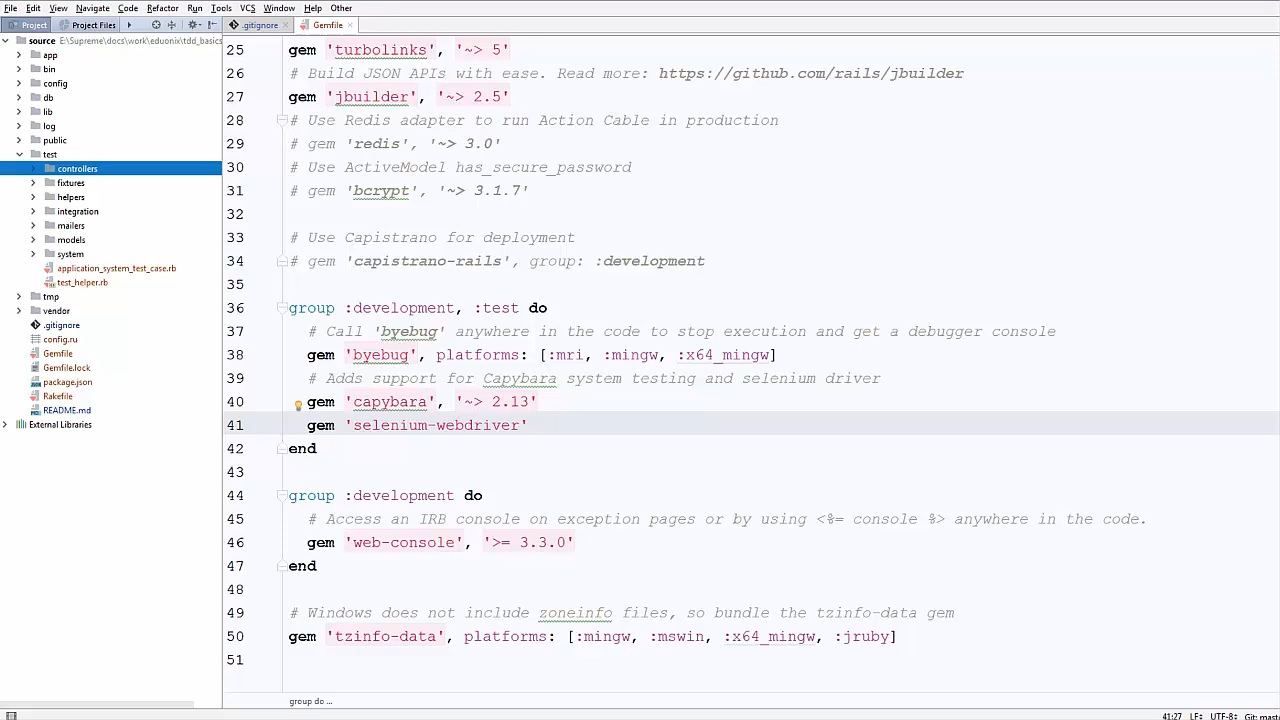 File Edit View Navigate Code Refactor Run Tools VCS Window Help Other
Project Project Files .gitignore Gemfile
source E:\Supreme\docs\work\eduonix\tdd_basics
app
bin
config
db
lib
log
public
test
controllers
fixtures
helpers
integration
mailers
models
system
application_system_test_case.rb
test_helper.rb
tmp
vendor
.gitignore
config.ru
Gemfile
Gemfile.lock
package.json
Rakefile
README.md
External Libraries
25 gem 'turbolinks', '~> 5'
26 # Build JSON APIs with ease. Read more: https://github.com/rails/jbuilder
27 gem 'jbuilder', '~> 2.5'
28 # Use Redis adapter to run Action Cable in production
29 # gem 'redis', '~> 3.0'
30 # Use ActiveModel has_secure_password
31 # gem 'bcrypt', '~> 3.1.7'
32
33 # Use Capistrano for deployment
34 # gem 'capistrano-rails', group: :development
35
36 group :development, :test do
37 # Call 'byebug' anywhere in the code to stop execution and get a debugger console
38 gem 'byebug', platforms: [:mri, :mingw, :x64_mingw]
39 # Adds support for Capybara system testing and selenium driver
40 gem 'capybara', '~> 2.13'
41 gem 'selenium-webdriver'
42 end
43
44 group :development do
45 # Access an IRB console on exception pages or by using <%= console %> anywhere in the code.
46 gem 'web-console', '>= 3.3.0'
47 end
48
49 # Windows does not include zoneinfo files, so bundle the tzinfo-data gem
50 gem 'tzinfo-data', platforms: [:mingw, :mswin, :x64_mingw, :jruby]
51
group do ...
41:27 LF÷ UTF-8÷ Git: mast